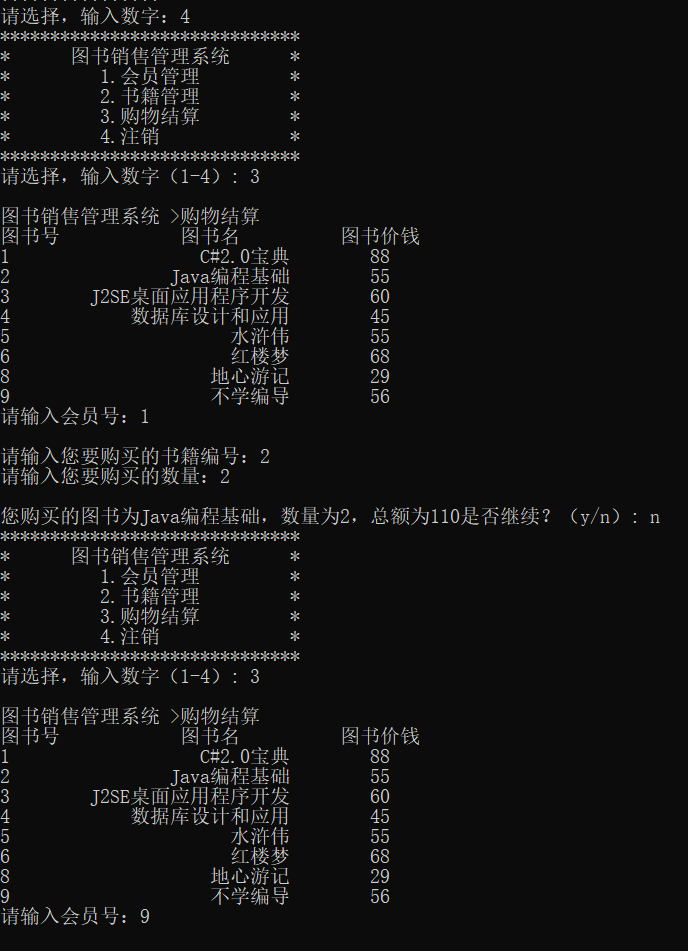 请选择，输入数字：4
******************************
*      图书销售管理系统      *
*         1.会员管理         *
*         2.书籍管理         *
*         3.购物结算         *
*         4.注销             *
******************************
请选择，输入数字（1-4）: 3
图书销售管理系统 >购物结算
图书号            图书名          图书价钱
1                   C#2.0宝典        88
2                Java编程基础        55
3        J2SE桌面应用程序开发        60
4            数据库设计和应用        45
5                      水浒伟        55
6                      红楼梦        68
8                    地心游记        29
9                    不学编导        56
请输入会员号：1
请输入您要购买的书籍编号：2
请输入您要购买的数量：2
您购买的图书为Java编程基础，数量为2，总额为110是否继续？（y/n）: n
******************************
*      图书销售管理系统      *
*         1.会员管理         *
*         2.书籍管理         *
*         3.购物结算         *
*         4.注销             *
******************************
请选择，输入数字（1-4）: 3
图书销售管理系统 >购物结算
图书号            图书名          图书价钱
1                   C#2.0宝典        88
2                Java编程基础        55
3        J2SE桌面应用程序开发        60
4            数据库设计和应用        45
5                      水浒伟        55
6                      红楼梦        68
8                    地心游记        29
9                    不学编导        56
请输入会员号：9